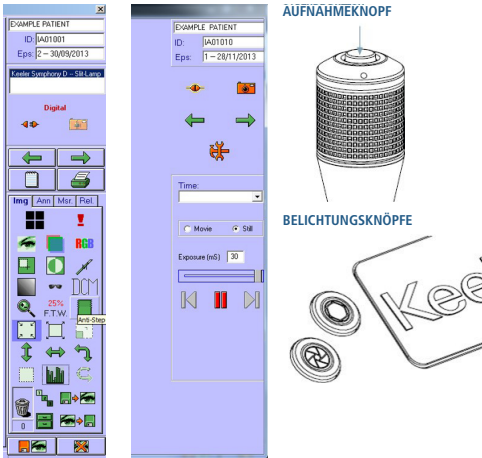 EXAMPLE PATIENT
ID: IA01001
Eps: 2 – 30/09/2013
Keeler Symphony D – Slit-Lamp
Digital
Img Ann Msr. Rel.
RGB
DCM
25%
F.T.W.
Anti-Step
0
EXAMPLE PATIENT
ID: IA01010
Eps: 1 – 28/11/2013
Time:
Movie Still
Exposure (mS) 30
AUFNAHMEKNOPF
BELICHTUNGSKNÖPFE
Keel